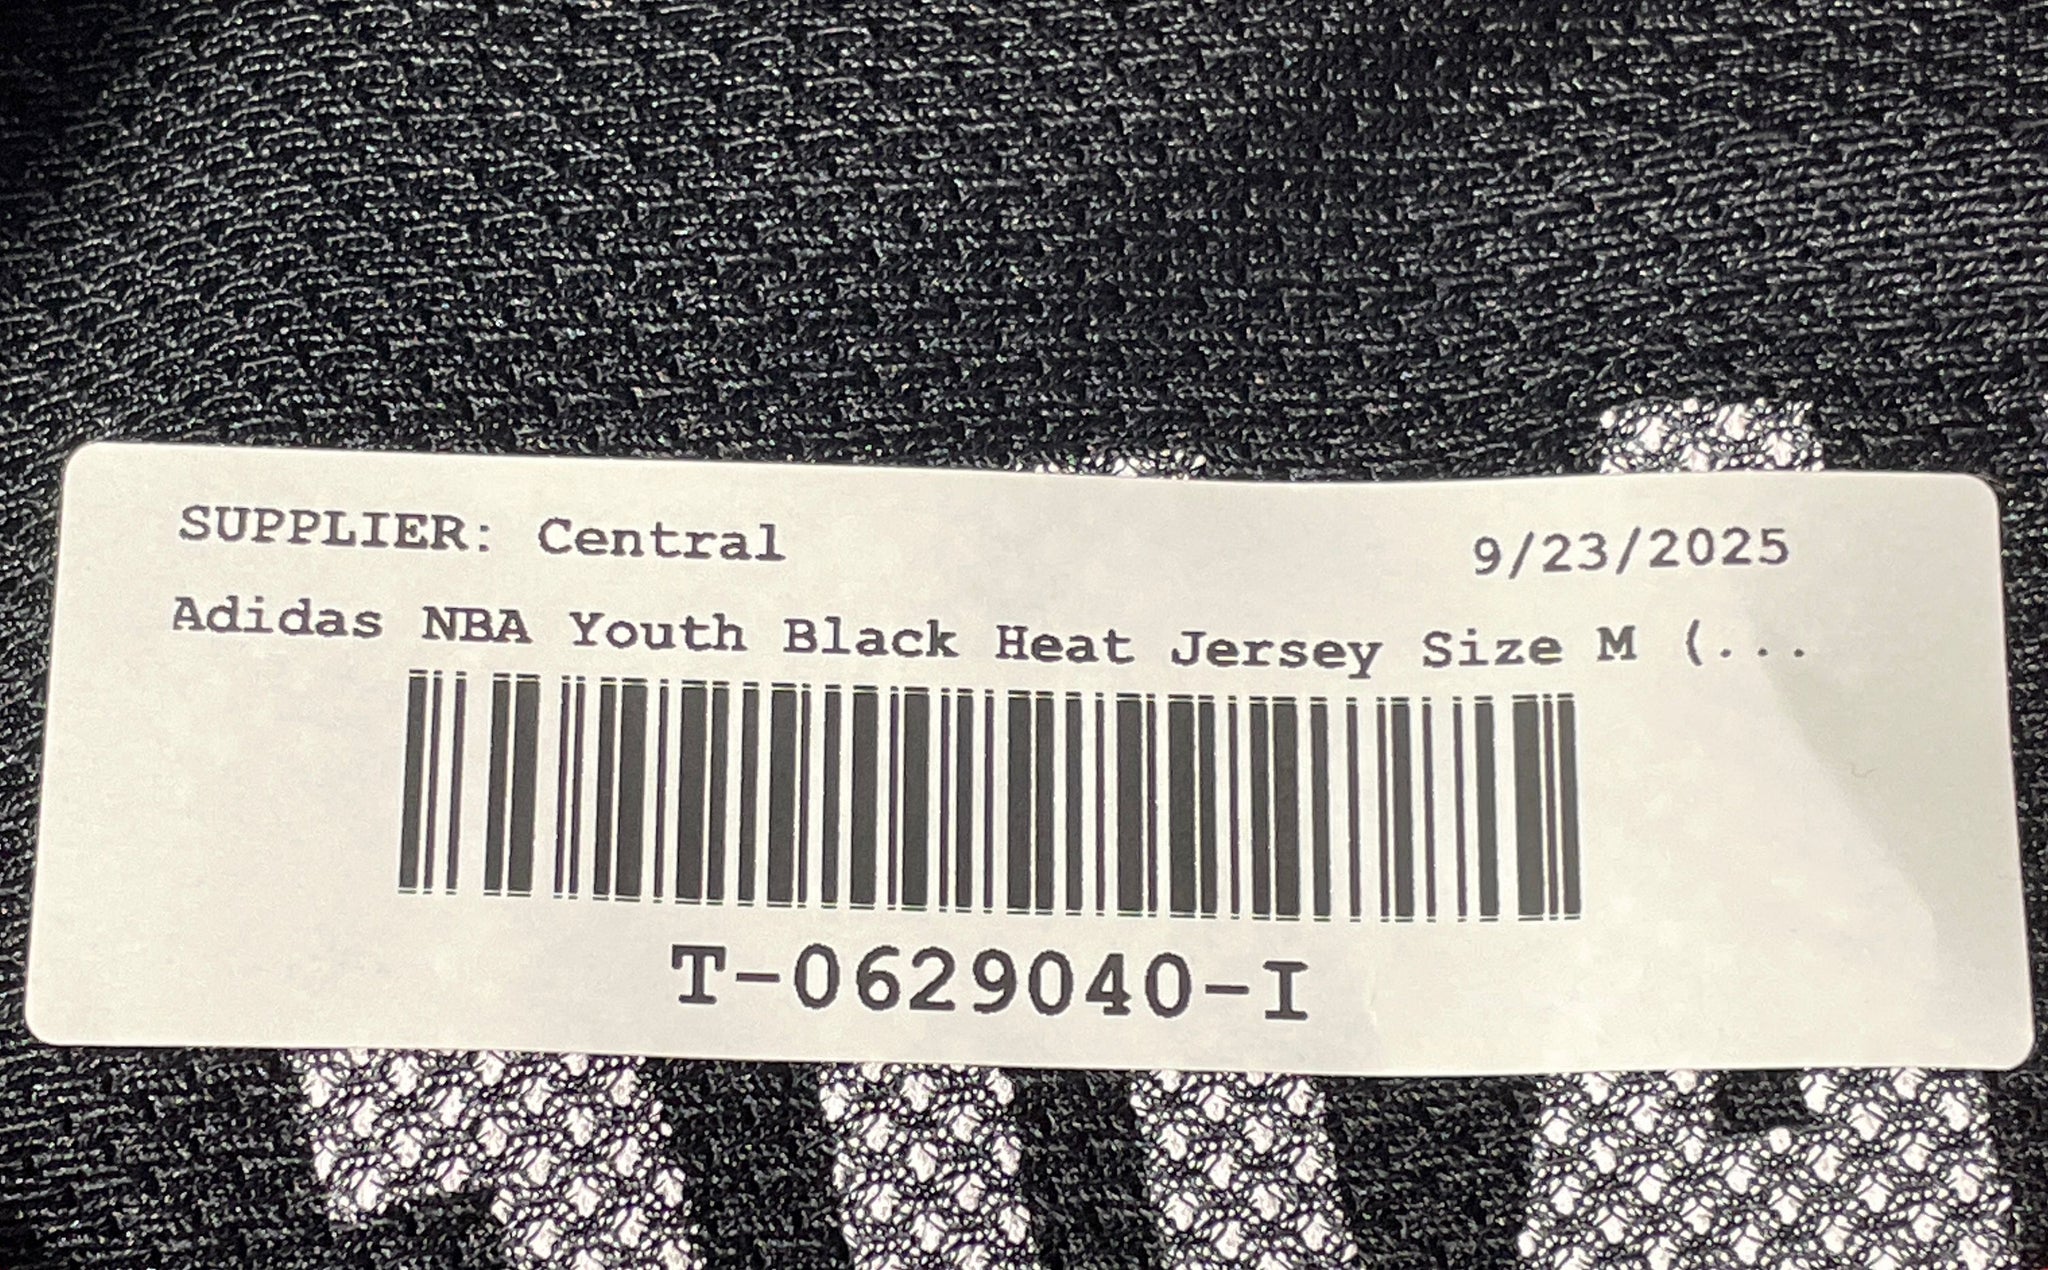 SUPPLIER: Central 9/23/2025
Adidas NBA Youth Black Heat Jersey Size M (...
T-0629040-I